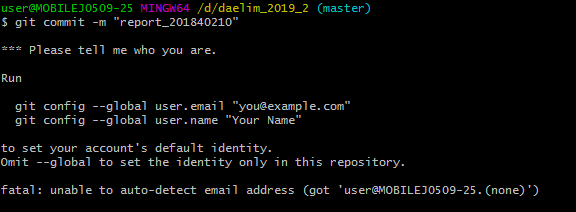 user@MOBILEJO509-25 MINGW64 /d/daelim_2019_2 (master)
$ git commit -m "report_201840210"
*** Please tell me who you are.
Run
git config --global user.email "you@example.com"
git config --global user.name "Your Name"
to set your account's default identity.
Omit --global to set the identity only in this repository.
fatal: unable to auto-detect email address (got 'user@MOBILEJO509-25.(none)')